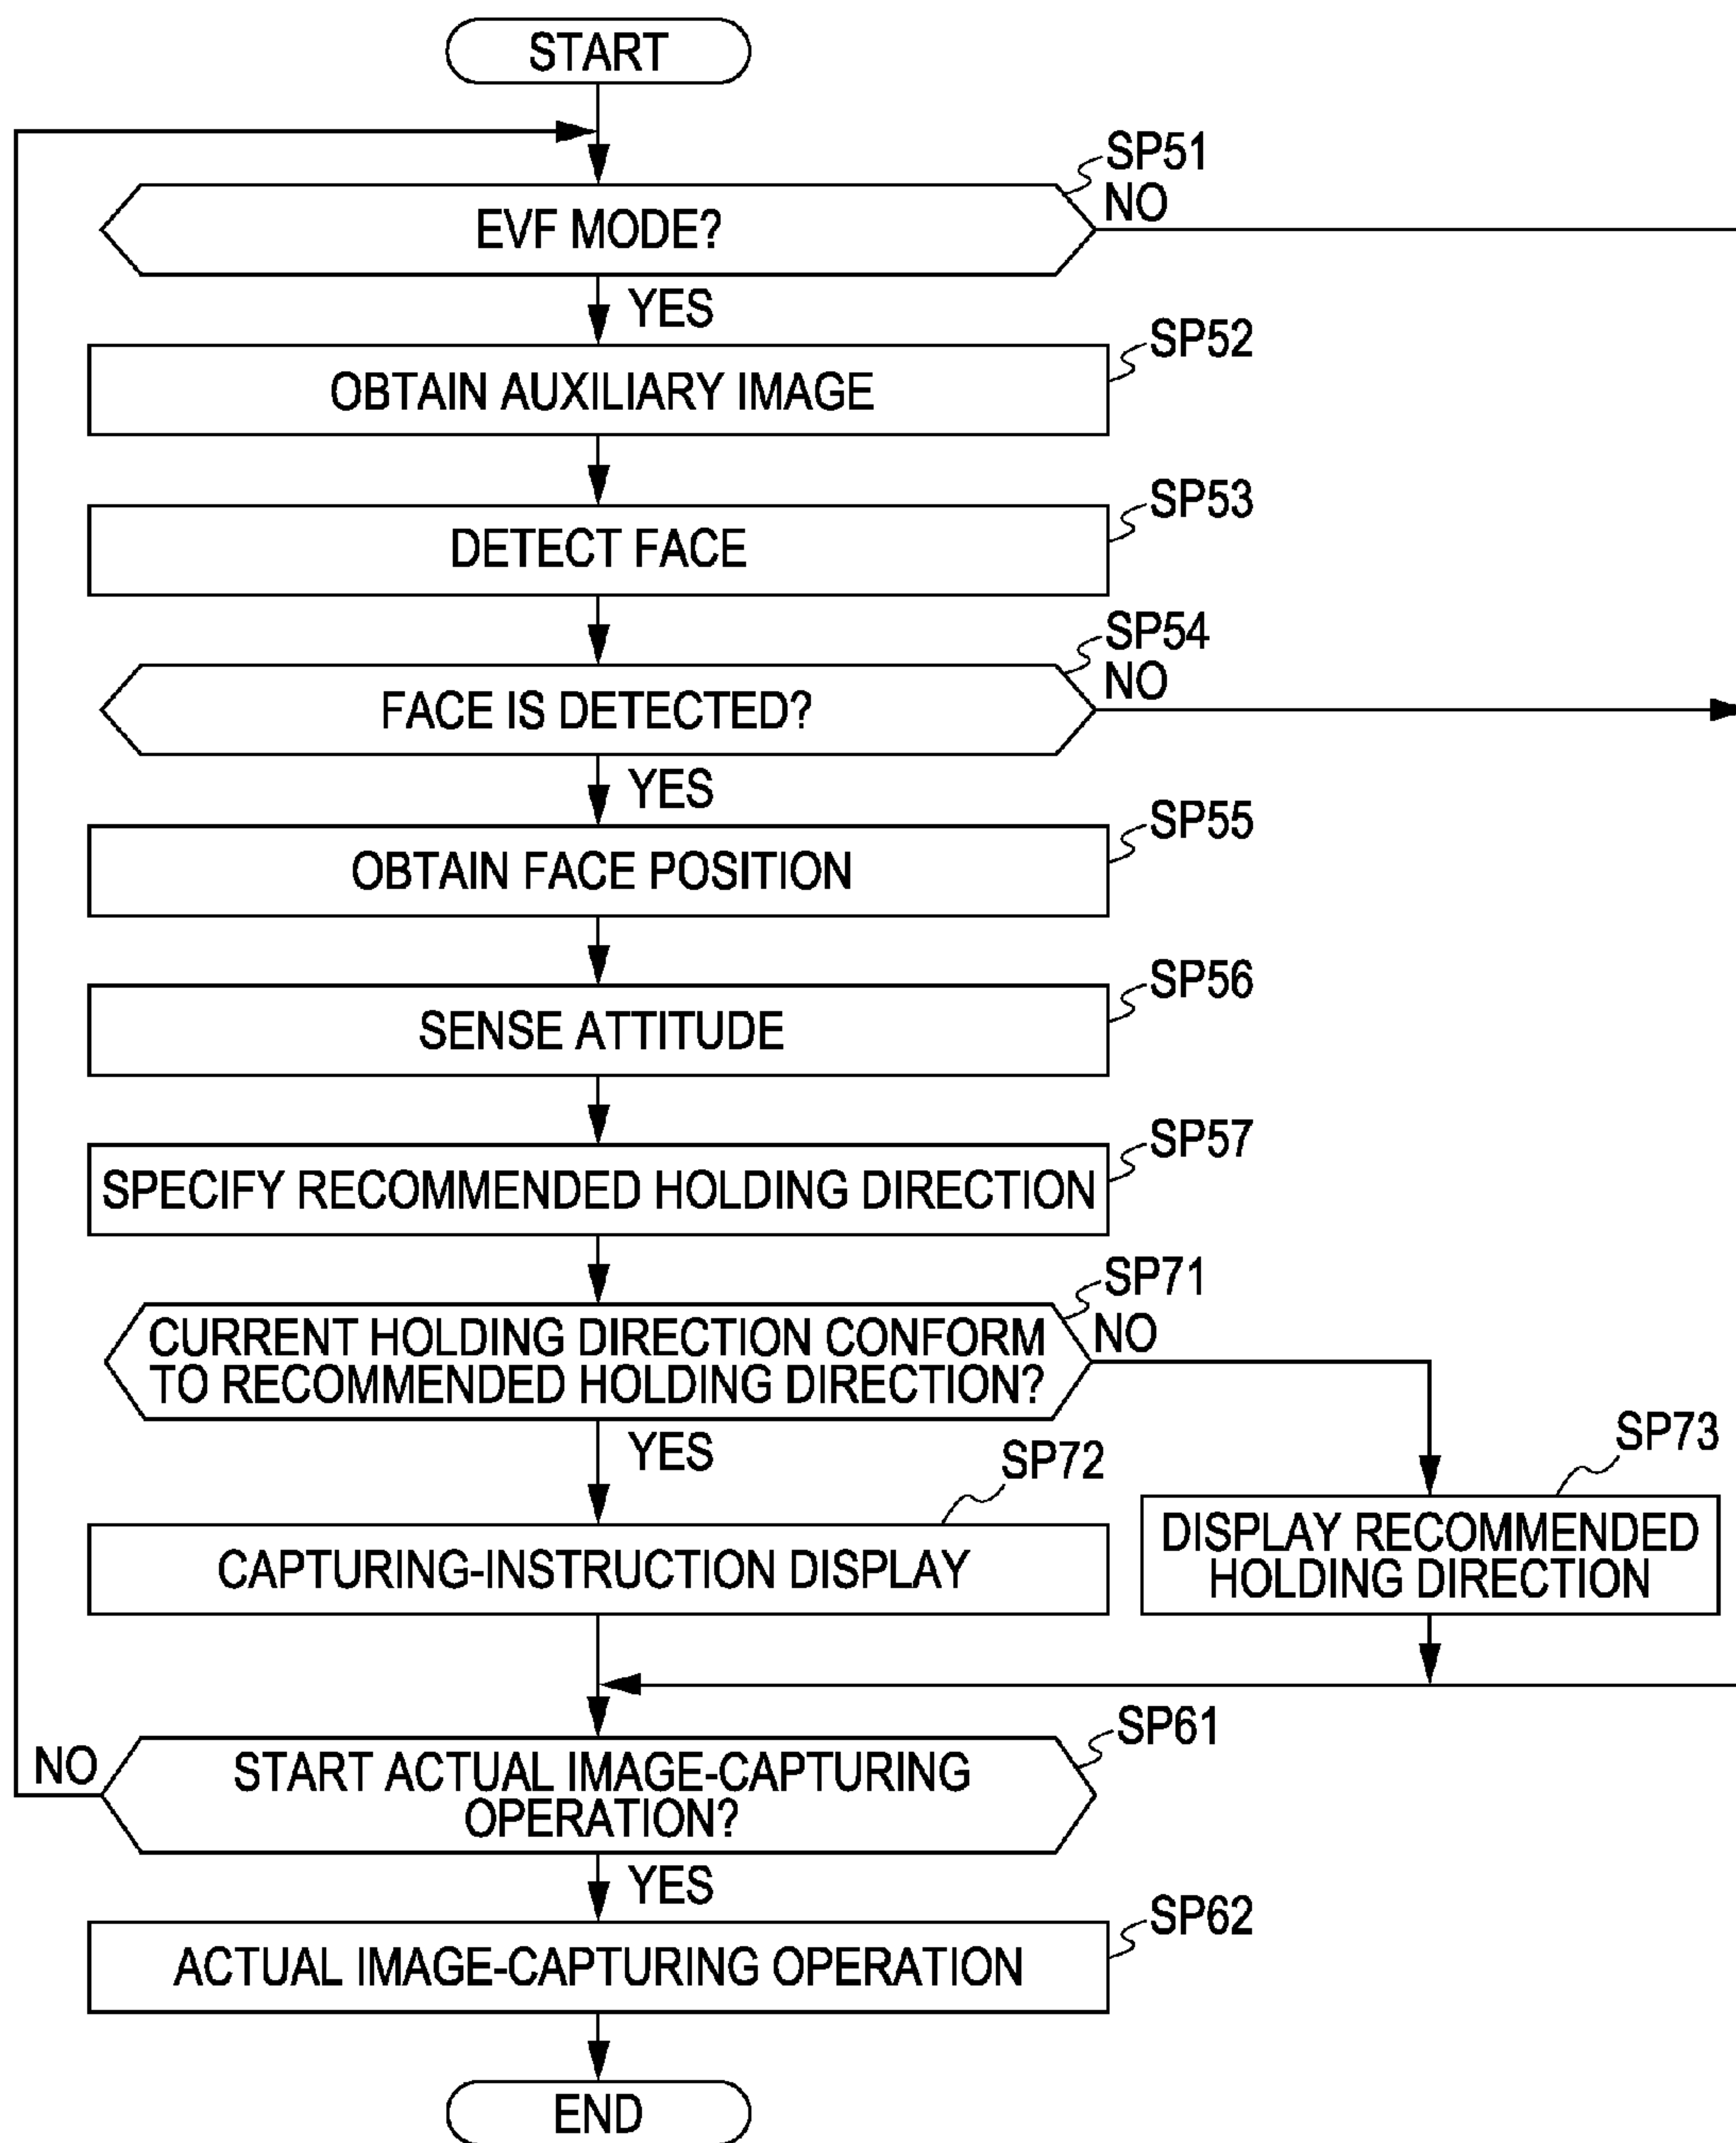 START
SP51
NO
EVF MODE?
YES
SP52
OBTAIN AUXILIARY IMAGE
SP53
DETECT FACE
SP54
NO
FACE IS DETECTED?
YES
SP55
OBTAIN FACE POSITION
SP56
SENSE ATTITUDE
SP57
SPECIFY RECOMMENDED HOLDING DIRECTION
SP71
NO
CURRENT HOLDING DIRECTION CONFORM
TO RECOMMENDED HOLDING DIRECTION?
YES
SP72
CAPTURING-INSTRUCTION DISPLAY
SP73
DISPLAY RECOMMENDED
HOLDING DIRECTION
SP61
NO
START ACTUAL IMAGE-CAPTURING
OPERATION?
YES
SP62
ACTUAL IMAGE-CAPTURING OPERATION
END